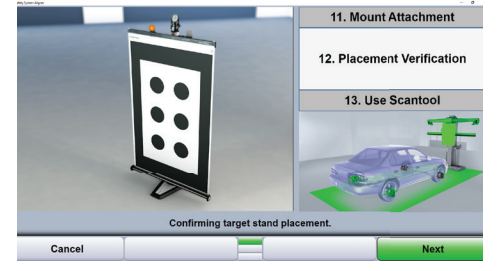 11. Mount Attachment
12. Placement Verification
13. Use Scantool
Confirming target stand placement.
Cancel
Next